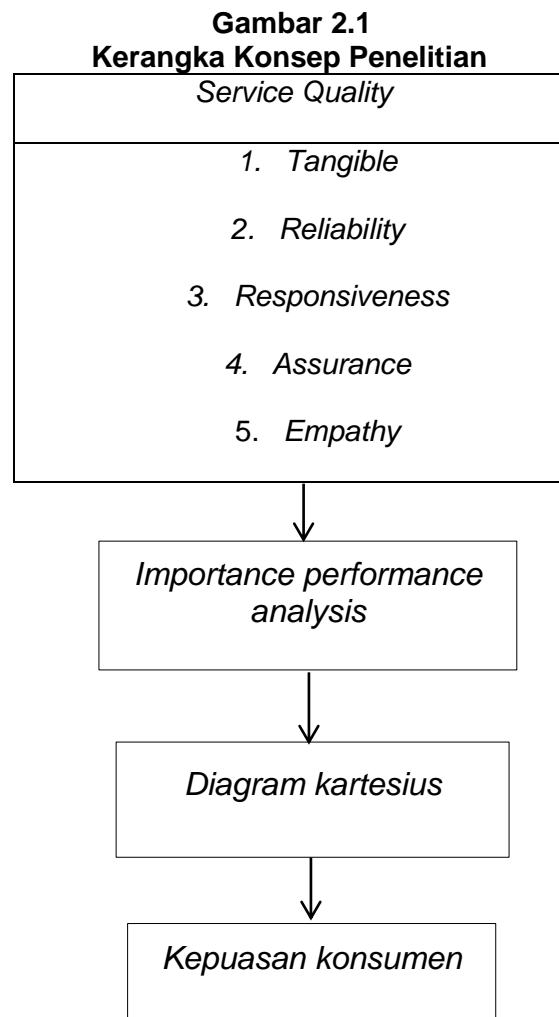 Gambar 2.1
Kerangka Konsep Penelitian
Service Quality
1. Tangible
2. Reliability
3. Responsiveness
4. Assurance
5. Empathy
Importance performance
analysis
Diagram kartesius
Kepuasan konsumen